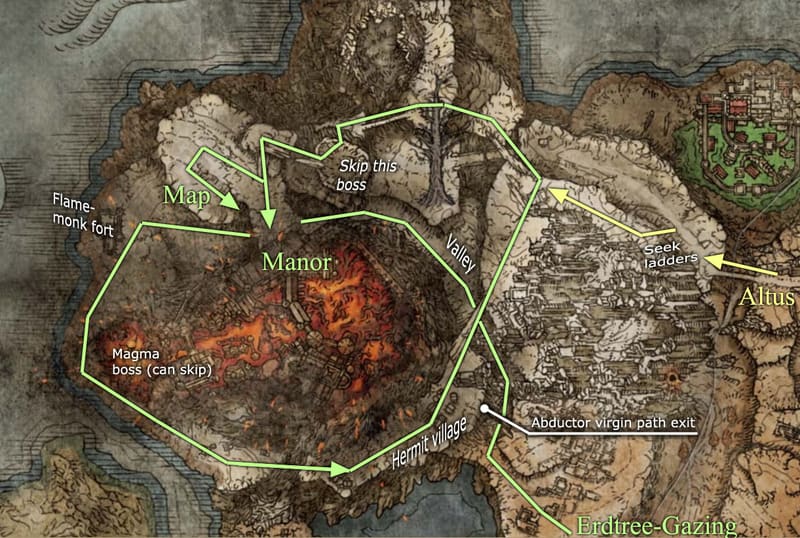 Skip this
boss
Map
Flame-
monk fort
Manor
Valley
Seek
ladders
Altus
Magma
boss (can skip)
Hermit village
Abductor virgin path exit
Erdtree-Gazing